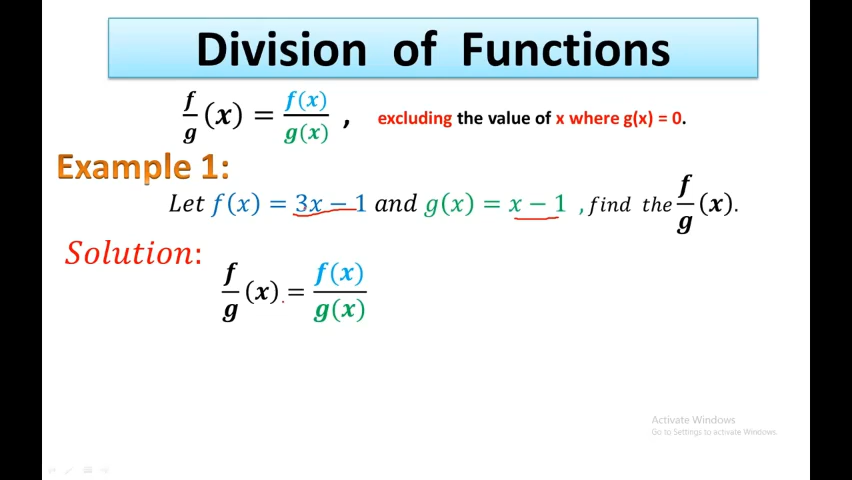 Division of Functions
f/g (x) = f(x)/g(x) , excluding the value of x where g(x) = 0.
Example 1:
Let f(x) = 3x − 1 and g(x) = x − 1 , find the f/g (x).
Solution:
f/g (x) = f(x)/g(x)
Activate Windows
Go to Settings to activate Windows.